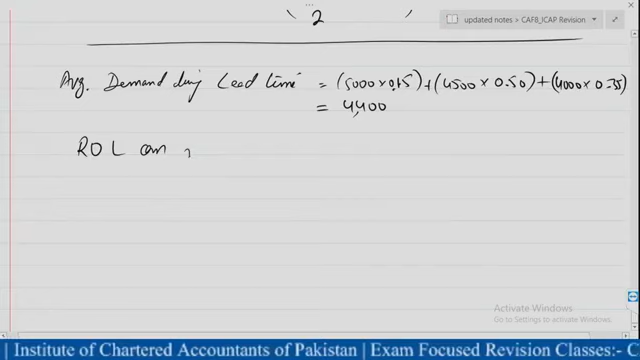 2
updated notes > CAF8_ICAP Revision
Avg. Demand during Lead time = (5000 x 0.15) + (4500 x 0.50) + (4000 x 0.35)
= 4,400
ROL can
Activate Windows
Go to Settings to activate Windows.
Institute of Chartered Accountants of Pakistan | Exam Focused Revision Classes:- C